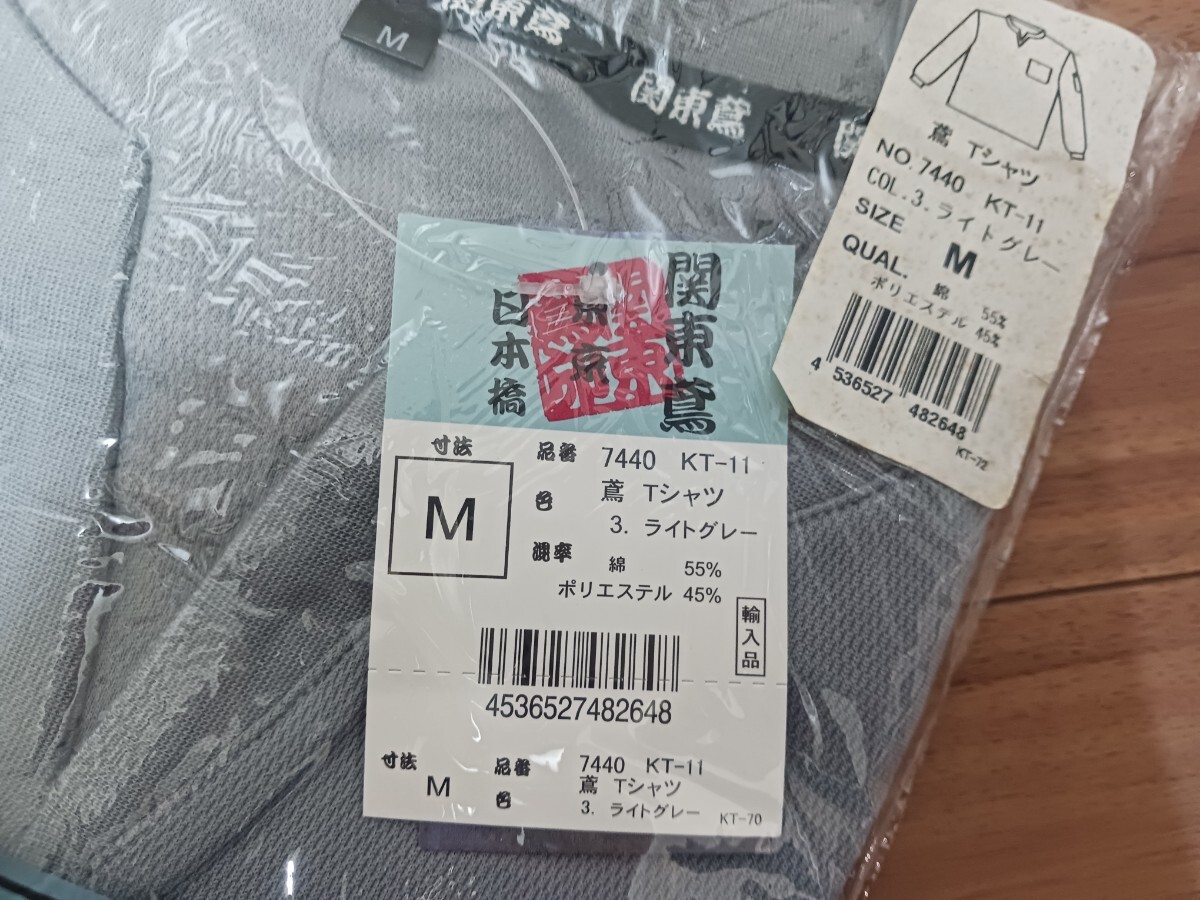 M
関東鳶
関東鳶
鳶 Tシャツ
NO.7440 KT-11
COL.3.ライトグレー
SIZE M
QUAL. 綿 55%
ポリエステル 45%
4 536527 482648
KT-72
関東鳶
東京
日本橋
寸法
M
品番 7440 KT-11
鳶 Tシャツ
色 3. ライトグレー
混率 綿 55%
ポリエステル 45%
輸入品
4536527482648
寸法 M
品番 7440 KT-11
鳶 Tシャツ
色 3. ライトグレー
KT-70